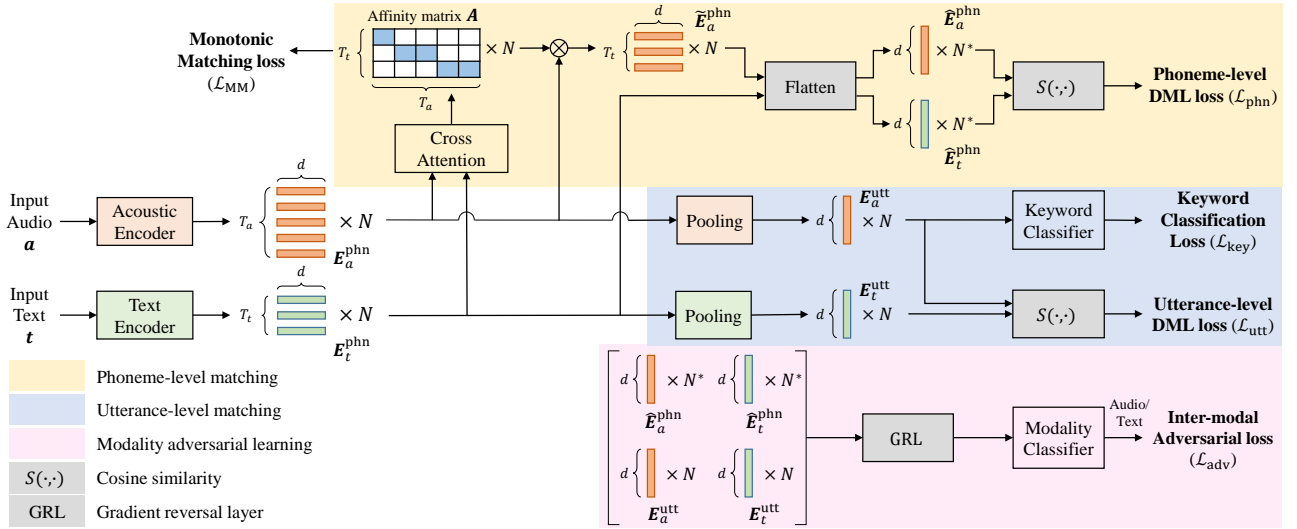 Affinity matrix A
T_t
× N
T_a
Monotonic
Matching loss
(ℒ_MM)
Cross
Attention
d
T_t
Ẽ_a^phn
× N
Flatten
d
Ê_a^phn
× N*
d
× N*
Ê_t^phn
S(·,·)
Phoneme-level
DML loss (ℒ_phn)
Input
Audio
a
Acoustic
Encoder
d
T_a
× N
E_a^phn
Pooling
d
E_a^utt
× N
Keyword
Classifier
Keyword
Classification
Loss (ℒ_key)
Input
Text
t
Text
Encoder
d
T_t
× N
E_t^phn
Pooling
d
E_t^utt
× N
S(·,·)
Utterance-level
DML loss (ℒ_utt)
Phoneme-level matching
Utterance-level matching
Modality adversarial learning
S(·,·) Cosine similarity
GRL Gradient reversal layer
d × N* d × N*
Ê_a^phn Ê_t^phn
d × N d × N
E_a^utt E_t^utt
GRL
Modality
Classifier
Audio/
Text
Inter-modal
Adversarial loss
(ℒ_adv)